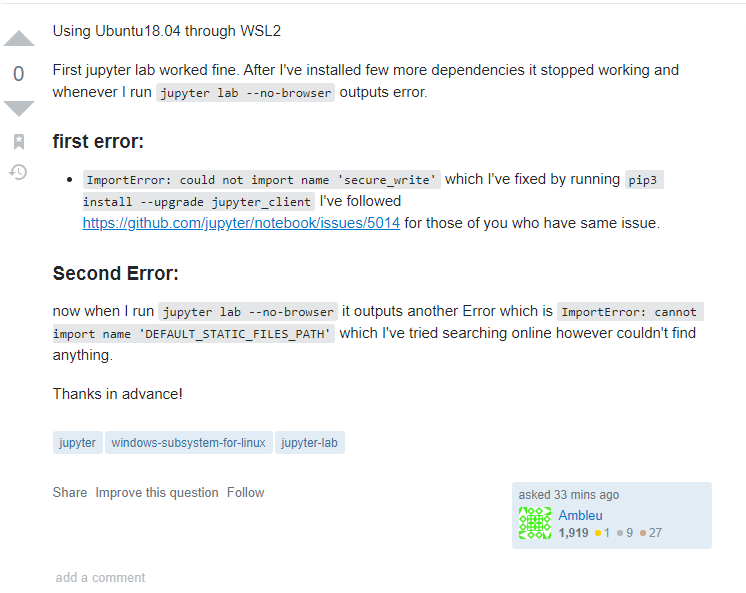 Using Ubuntu18.04 through WSL2
0
First jupyter lab worked fine. After I've installed few more dependencies it stopped working and
whenever I run jupyter lab --no-browser outputs error.
first error:
• ImportError: could not import name 'secure_write' which I've fixed by running pip3
install --upgrade jupyter_client I've followed
https://github.com/jupyter/notebook/issues/5014 for those of you who have same issue.
Second Error:
now when I run jupyter lab --no-browser it outputs another Error which is ImportError: cannot
import name 'DEFAULT_STATIC_FILES_PATH' which I've tried searching online however couldn't find
anything.
Thanks in advance!
jupyter windows-subsystem-for-linux jupyter-lab
Share Improve this question Follow
asked 33 mins ago
Ambleu
1,919 ●1 ●9 ●27
add a comment